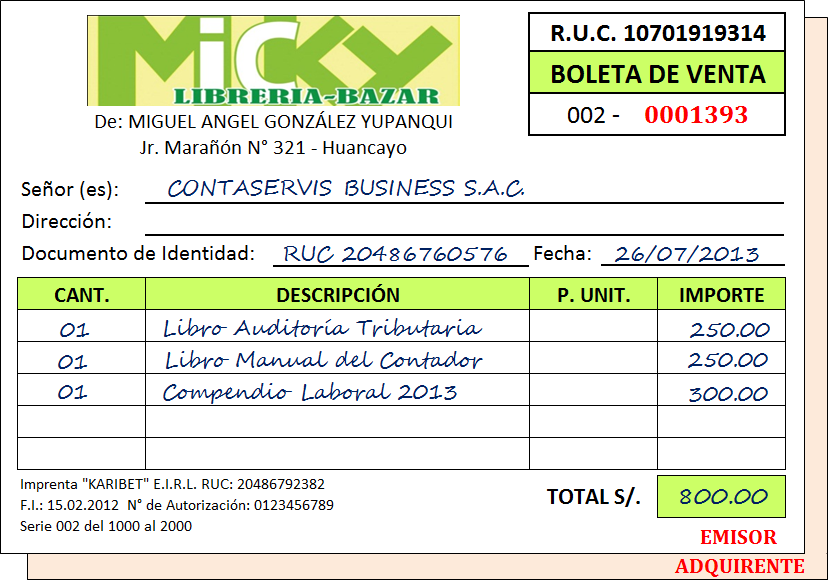 Micky
LIBRERIA-BAZAR
De: MIGUEL ANGEL GONZÁLEZ YUPANQUI
Jr. Marañón N° 321 - Huancayo
R.U.C. 10701919314
BOLETA DE VENTA
002 - 0001393
Señor (es): CONTASERVIS BUSINESS S.A.C.
Dirección:
Documento de Identidad: RUC 20486760576 Fecha: 26/07/2013
CANT. DESCRIPCIÓN P. UNIT. IMPORTE
01 Libro Auditoría Tributaria 250.00
01 Libro Manual del Contador 250.00
01 Compendio Laboral 2013 300.00
Imprenta "KARIBET" E.I.R.L. RUC: 20486792382
F.I.: 15.02.2012 N° de Autorización: 0123456789
Serie 002 del 1000 al 2000
TOTAL S/. 800.00
EMISOR
ADQUIRENTE